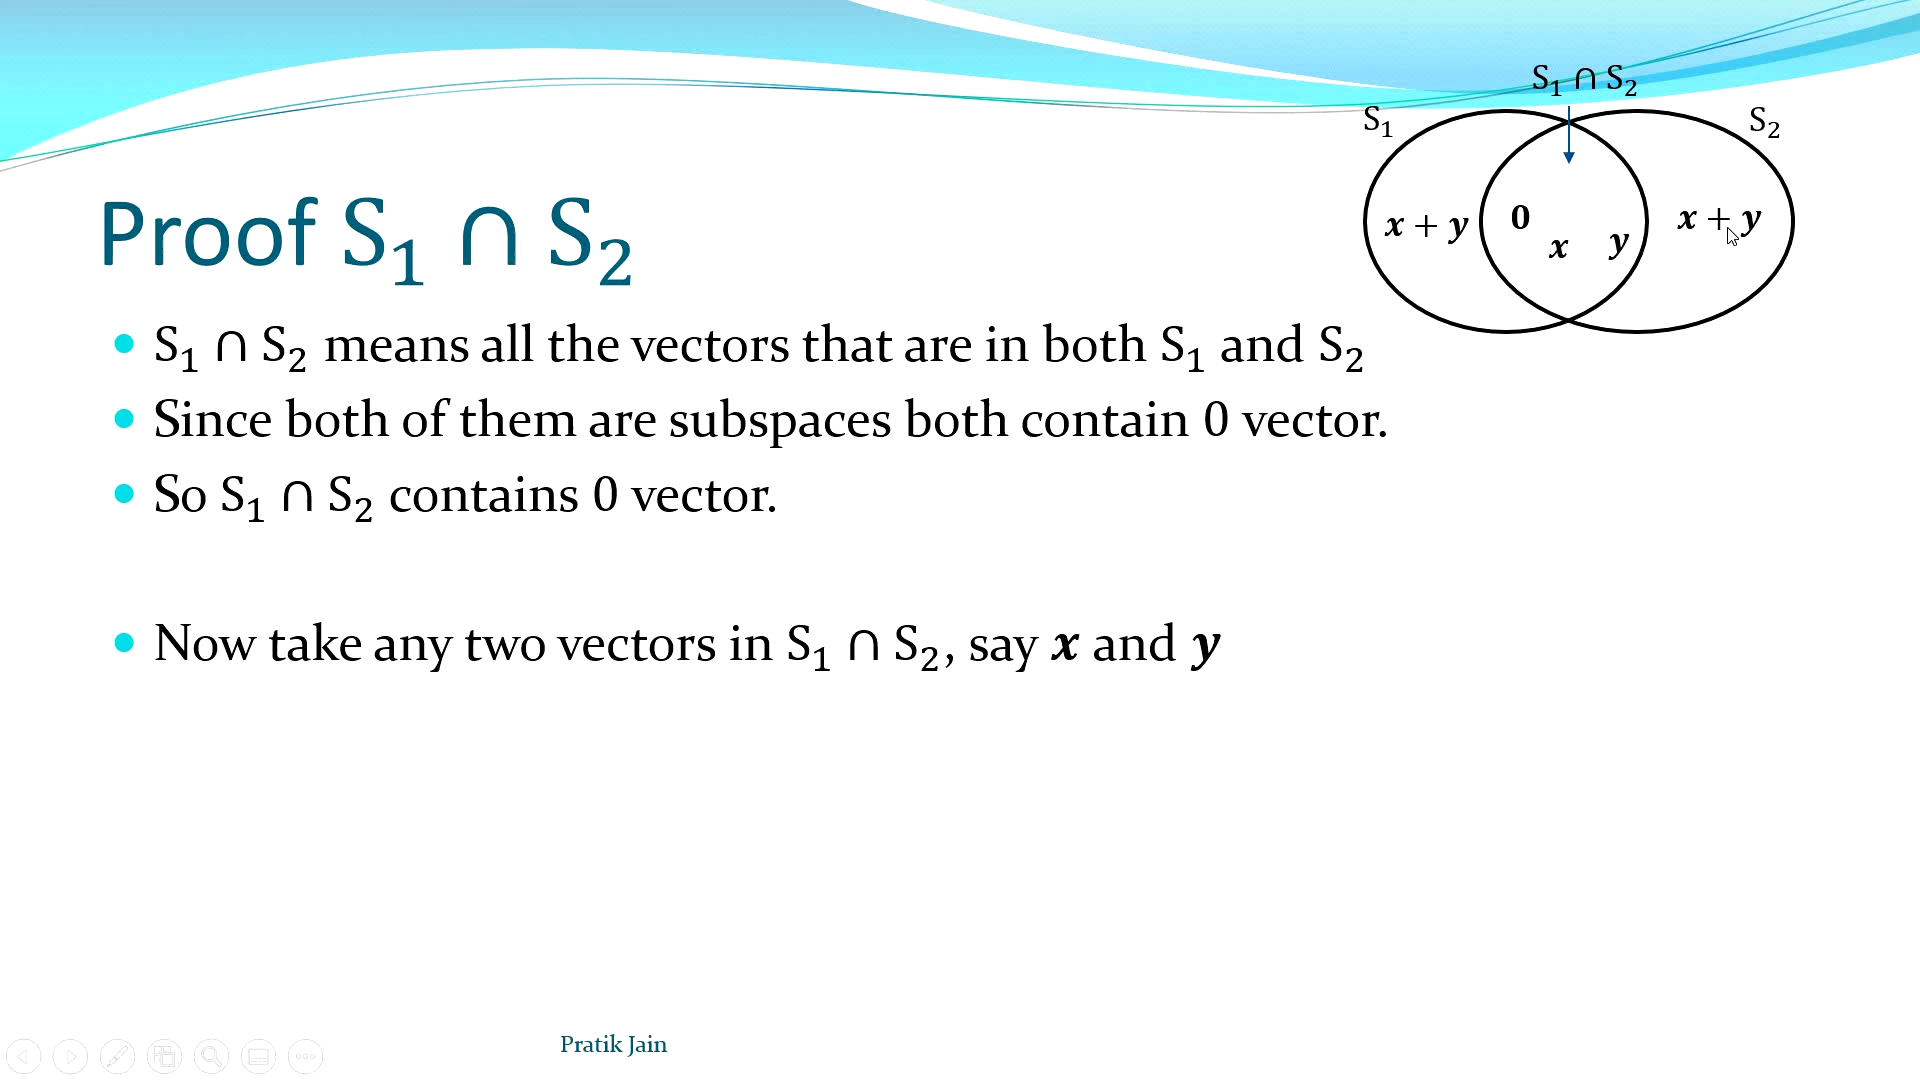 S₁ ∩ S₂
S₁
S₂
x + y
0
x
y
x + y
Proof S₁ ∩ S₂
S₁ ∩ S₂ means all the vectors that are in both S₁ and S₂
Since both of them are subspaces both contain 0 vector.
So S₁ ∩ S₂ contains 0 vector.
Now take any two vectors in S₁ ∩ S₂, say x and y
Pratik Jain